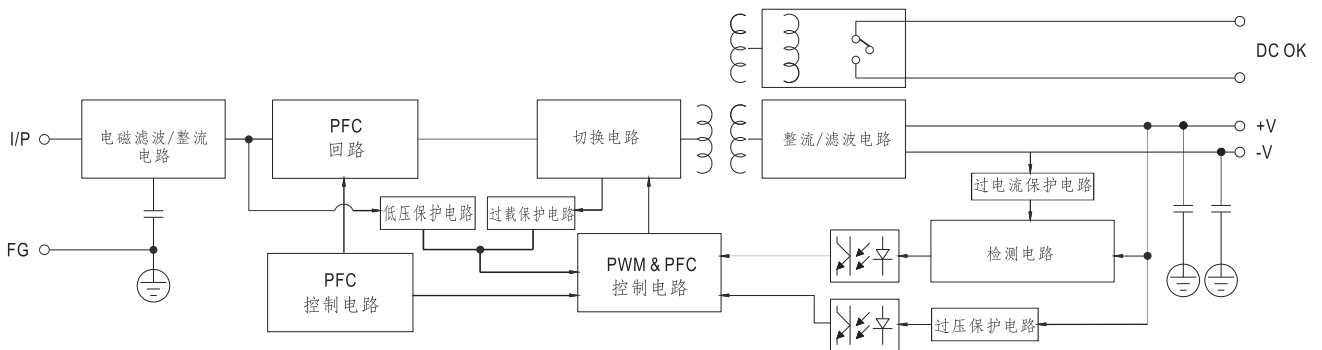 DC OK
I/P
电磁滤波/整流
电路
PFC
回路
切换电路
整流/滤波电路
+V
-V
过电流保护电路
低压保护电路
过载保护电路
FG
PFC
控制电路
PWM & PFC
控制电路
检测电路
过压保护电路